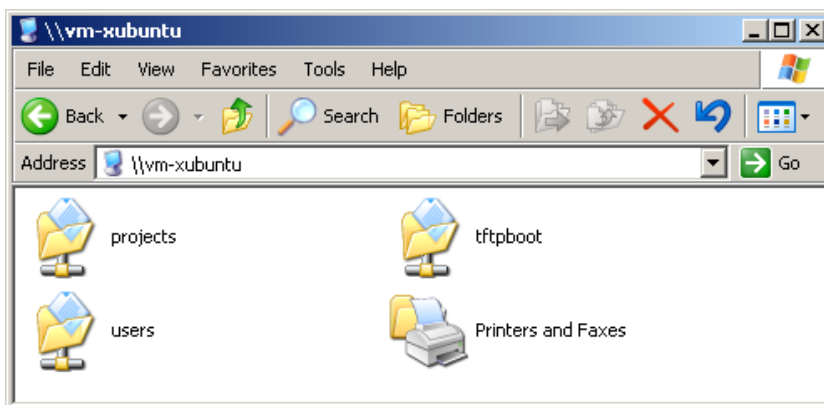 \\vm-xubuntu
File Edit View Favorites Tools Help
Back Search Folders
Address \\vm-xubuntu Go
projects tftpboot
users Printers and Faxes